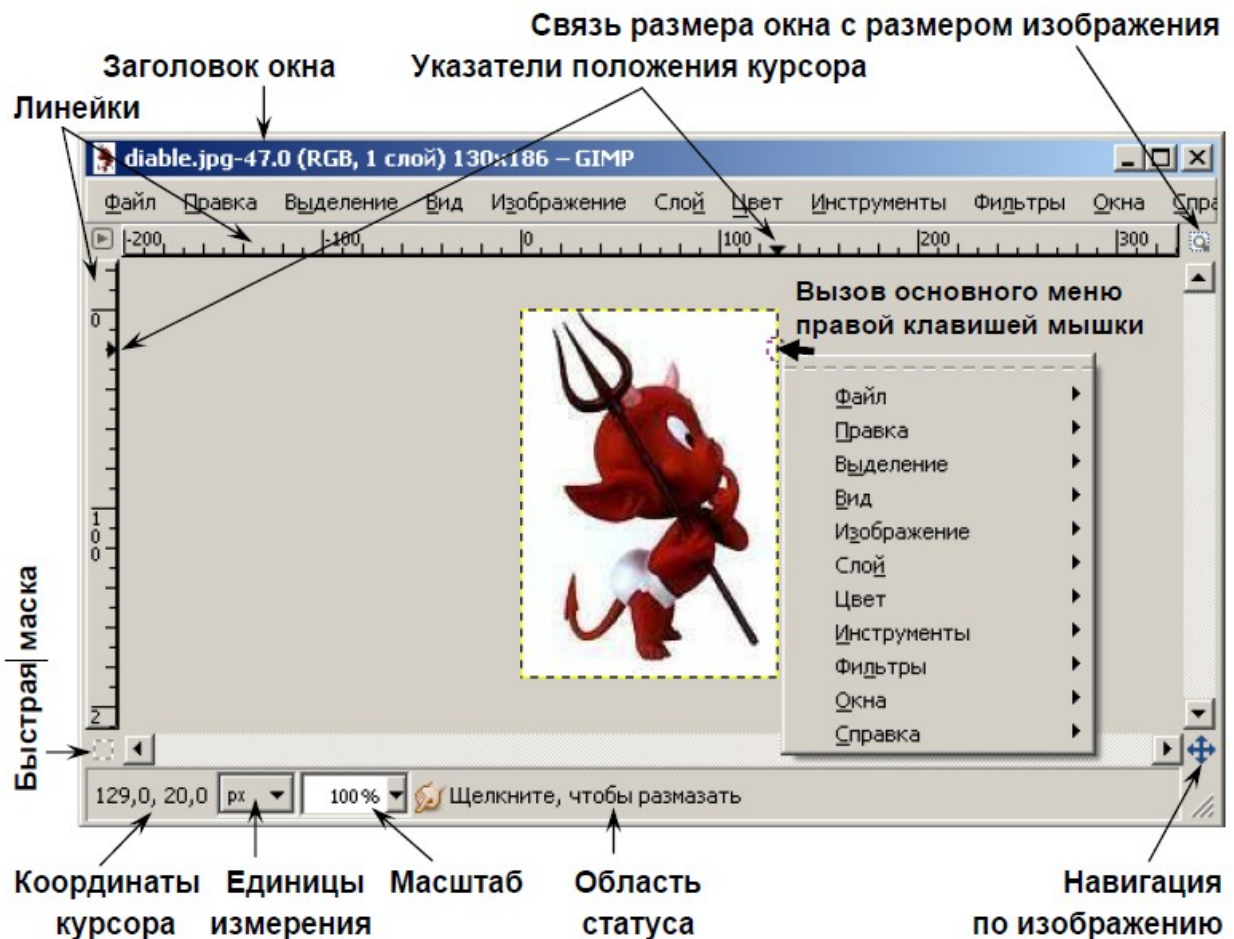 Связь размера окна с размером изображения
Заголовок окна
Указатели положения курсора
Линейки
diable.jpg-47.0 (RGB, 1 слой) 130x186 – GIMP
Файл Правка Выделение Вид Изображение Слой Цвет Инструменты Фильтры Окна Спра
-200 -100 0 100 200 300
Вызов основного меню
правой клавишей мышки
0
100
2
Файл
Правка
Выделение
Вид
Изображение
Слой
Цвет
Инструменты
Фильтры
Окна
Справка
Быстрая маска
129,0, 20,0 px 100 % Щелкните, чтобы размазать
Координаты
курсора
Единицы
измерения
Масштаб
Область
статуса
Навигация
по изображению